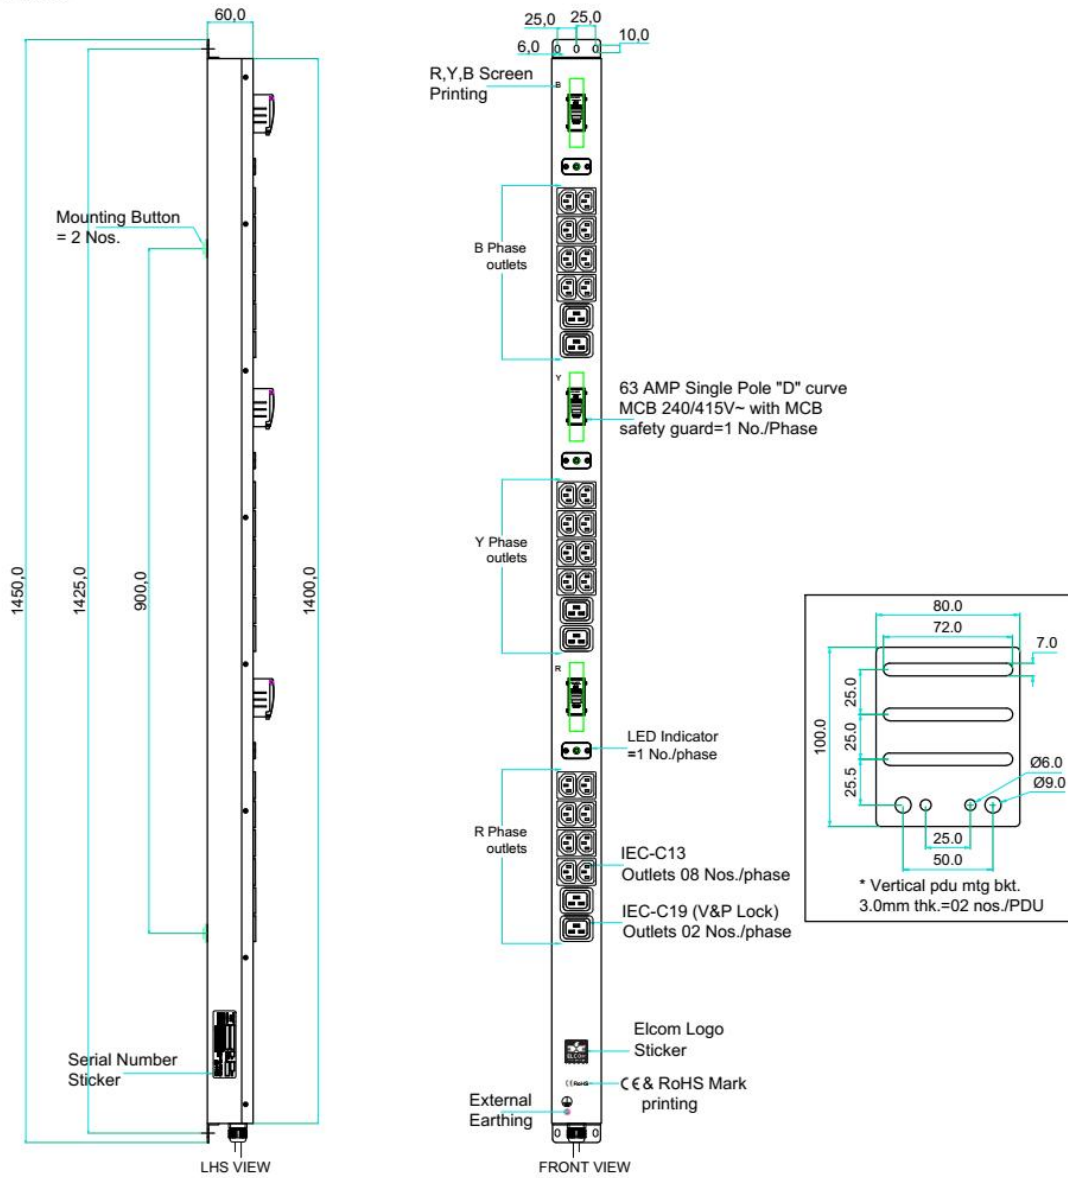 60,0
25,0
25,0
6,0
10,0
R,Y,B Screen
Printing
B
Mounting Button
= 2 Nos.
B Phase
outlets
Y
63 AMP Single Pole "D" curve
MCB 240/415V~ with MCB
safety guard=1 No./Phase
1450,0
1425,0
900,0
1400,0
Y Phase
outlets
R
LED Indicator
=1 No./phase
R Phase
outlets
IEC-C13
Outlets 08 Nos./phase
IEC-C19 (V&P Lock)
Outlets 02 Nos./phase
80.0
72.0
7.0
100.0
25.0
25.0
25.5
Ø6.0
Ø9.0
25.0
50.0
* Vertical pdu mtg bkt.
3.0mm thk.=02 nos./PDU
Serial Number
Sticker
ELCOM
Elcom Logo
Sticker
CE RoHS
CE & RoHS Mark
printing
External
Earthing
LHS VIEW
FRONT VIEW